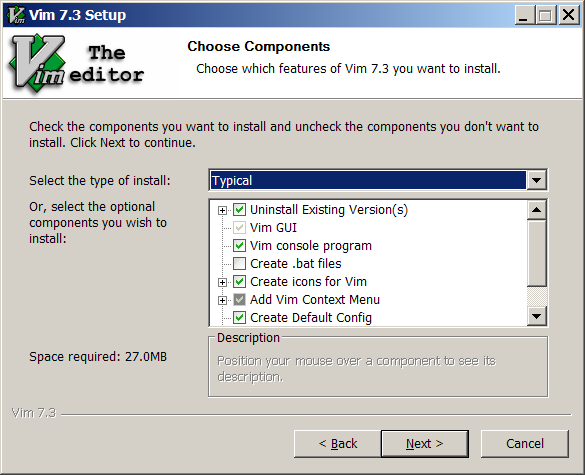 Vim 7.3 Setup
The
Vim editor
Choose Components
Choose which features of Vim 7.3 you want to install.
Check the components you want to install and uncheck the components you don't want to
install. Click Next to continue.
Select the type of install:
Typical
Or, select the optional
components you wish to
install:
Uninstall Existing Version(s)
Vim GUI
Vim console program
Create .bat files
Create icons for Vim
Add Vim Context Menu
Create Default Config
Space required: 27.0MB
Description
Position your mouse over a component to see its
description.
Vim 7.3
< Back
Next >
Cancel